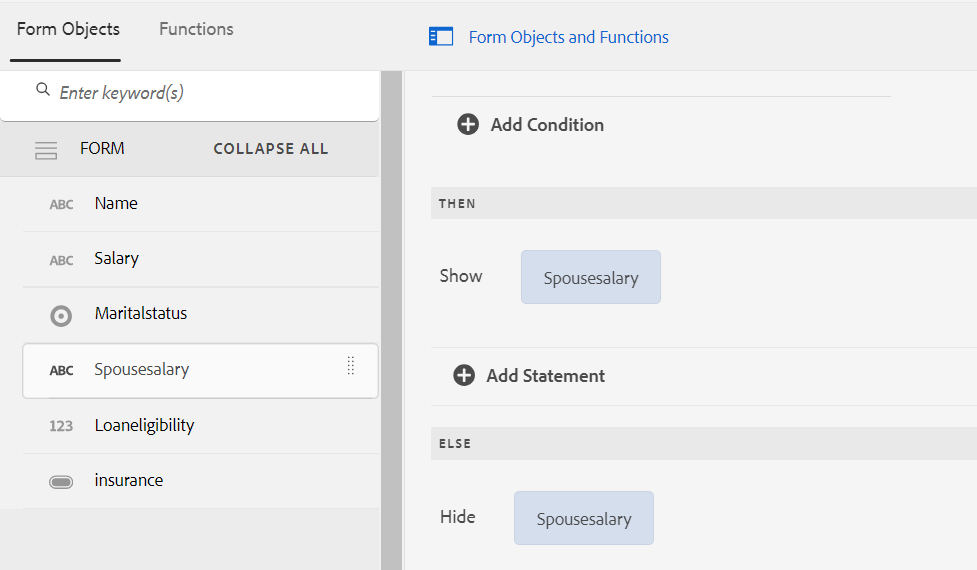 Form Objects Functions
Enter keyword(s)
FORM COLLAPSE ALL
ABC Name
ABC Salary
Maritalstatus
ABC Spousesalary
123 Loaneligibility
insurance
Form Objects and Functions
Add Condition
THEN
Show Spousesalary
Add Statement
ELSE
Hide Spousesalary